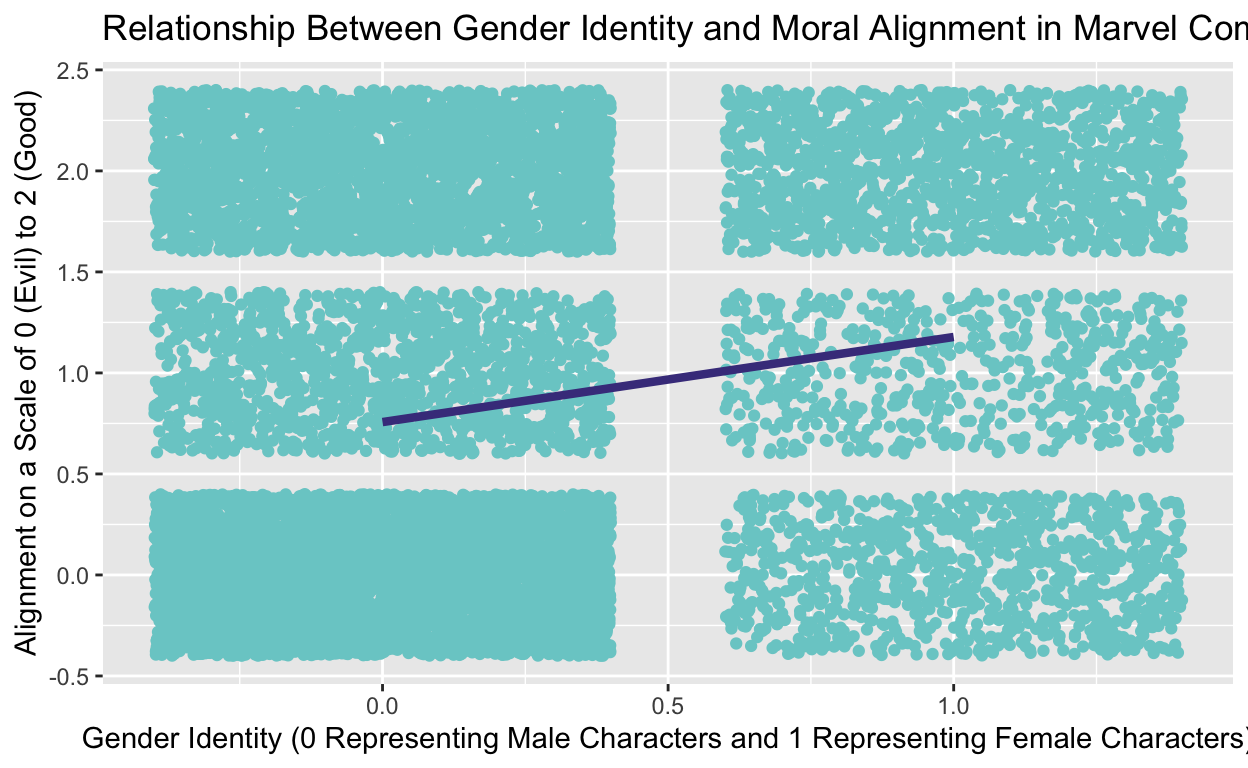 Relationship Between Gender Identity and Moral Alignment in Marvel
Alignment on a Scale of 0 (Evil) to 2 (Good)
2.5
2.0
1.5
1.0
0.5
0.0
-0.5
0.0 0.5 1.0
Gender Identity (0 Representing Male Characters and 1 Representing Female Characters)